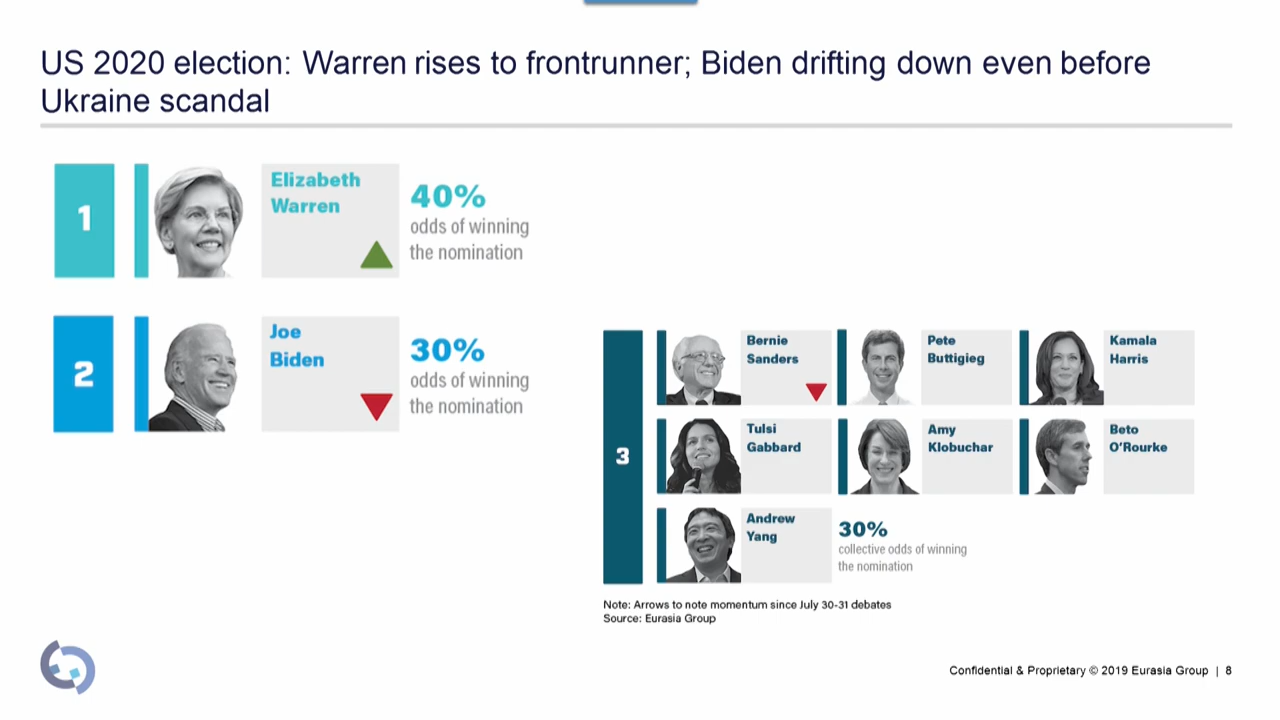 US 2020 election: Warren rises to frontrunner; Biden drifting down even before
Ukraine scandal
1
Elizabeth
Warren
40%
odds of winning
the nomination
2
Joe
Biden
30%
odds of winning
the nomination
3
Bernie
Sanders
Pete
Buttigieg
Kamala
Harris
Tulsi
Gabbard
Amy
Klobuchar
Beto
O'Rourke
Andrew
Yang
30%
collective odds of winning
the nomination
Note: Arrows to note momentum since July 30-31 debates
Source: Eurasia Group
Confidential & Proprietary © 2019 Eurasia Group | 8